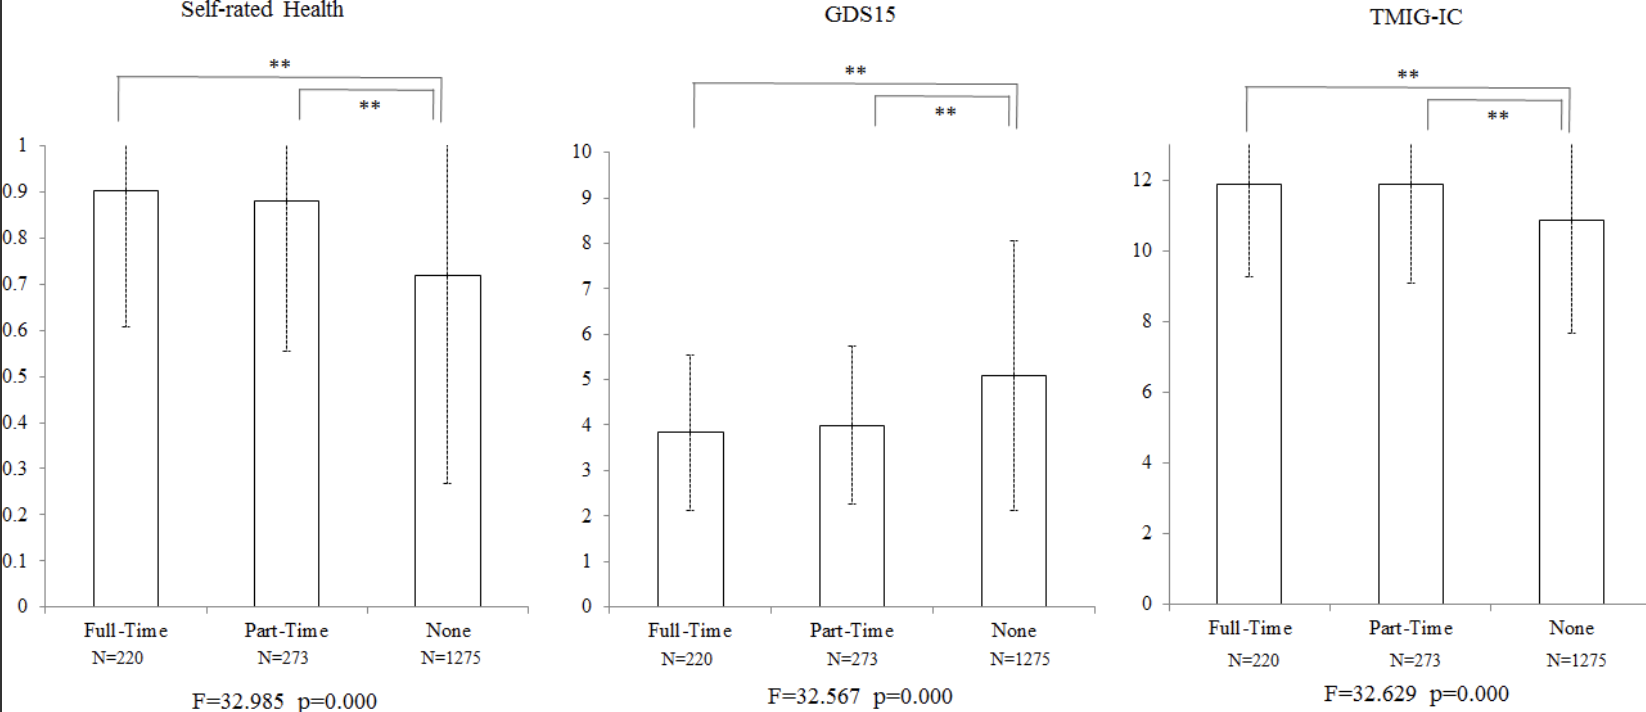 Self-rated Health
**
**
1
0.9
0.8
0.7
0.6
0.5
0.4
0.3
0.2
0.1
0
Full-Time Part-Time None
N=220 N=273 N=1275
F=32.985 p=0.000
GDS15
**
**
10
9
8
7
6
5
4
3
2
1
0
Full-Time Part-Time None
N=220 N=273 N=1275
F=32.567 p=0.000
TMIG-IC
**
**
12
10
8
6
4
2
0
Full-Time Part-Time None
N=220 N=273 N=1275
F=32.629 p=0.000